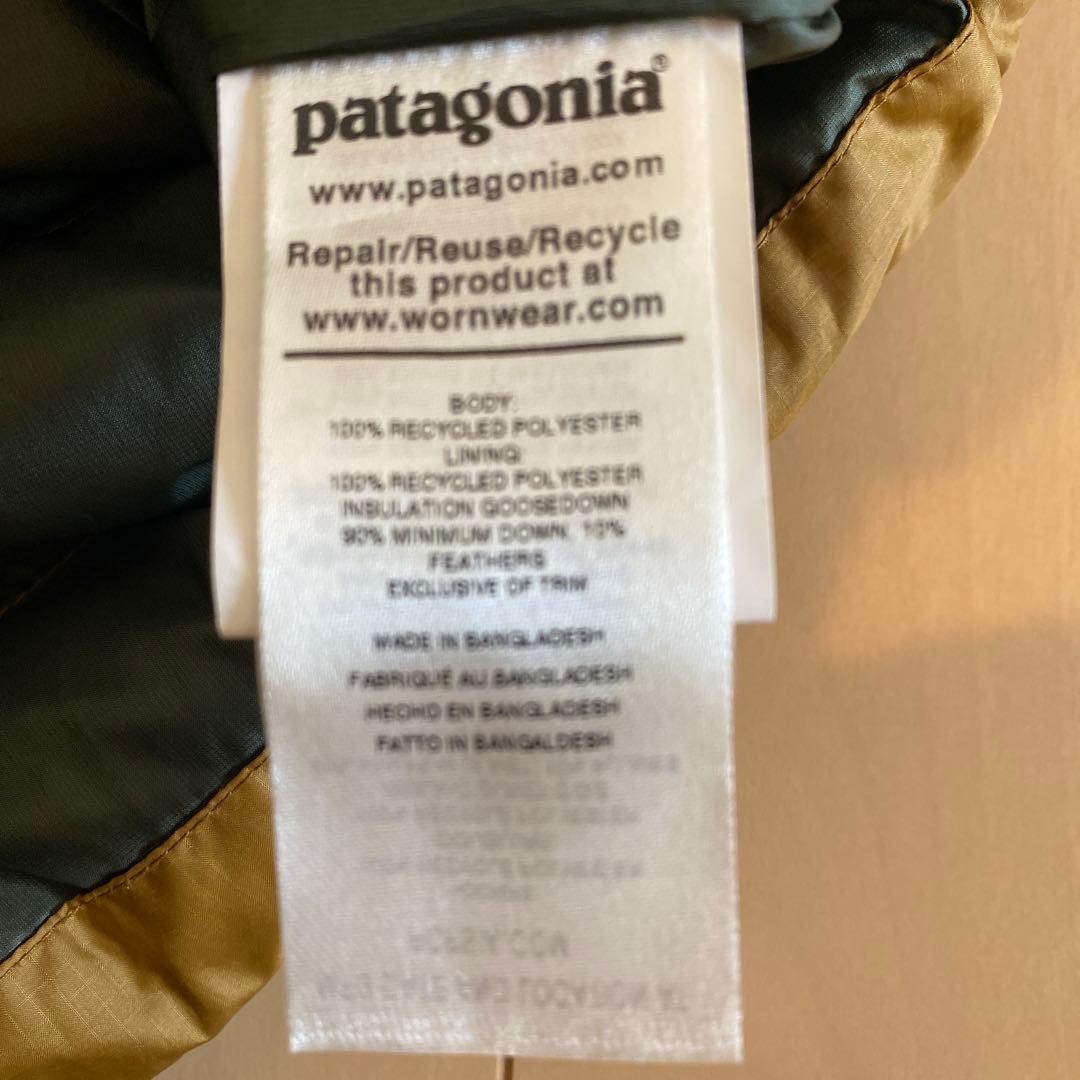 patagonia®
www.patagonia.com
Repair/Reuse/Recycle
this product at
www.wornwear.com
BODY:
100% RECYCLED POLYESTER
LINING:
100% RECYCLED POLYESTER
INSULATION GOOSEDOWN
90% MINIMUM DOWN, 10%
FEATHERS
EXCLUSIVE OF TRIM
MADE IN BANGLADESH
FABRIQUÉ AU BANGLADESH
HECHO EN BANGLADESH
FATTO IN BANGALDESH